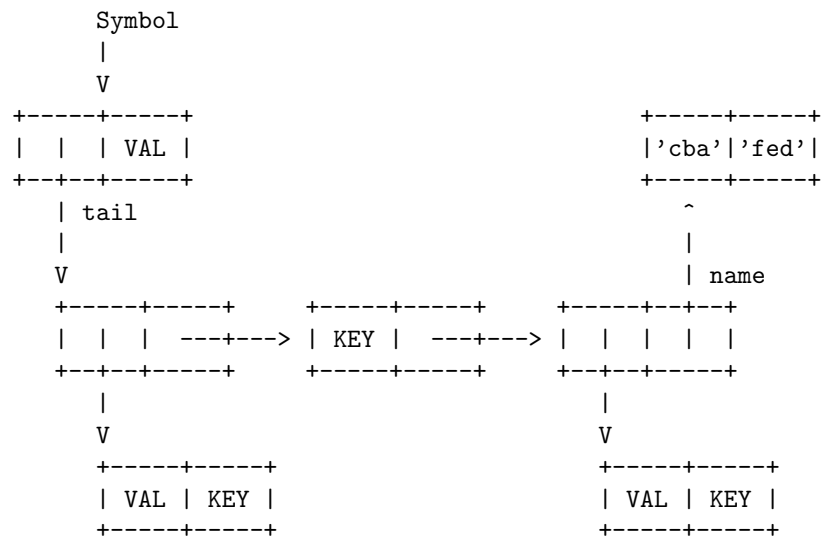 Symbol
            |
            V
      +-----+-----+                                +-----+-----+
      |  |  | VAL |                                |'cba'|'fed'|
      +--+--+-----+                                +-----+-----+
         | tail                                       ^
         |                                            |
         V                                            | name
         +-----+-----+     +-----+-----+     +-----+--+--+
         |  |  |  ---+---> | KEY |  ---+---> |  |  |  |  |
         +--+--+-----+     +-----+-----+     +--+--+-----+
            |                                   |
            V                                   V
            +-----+-----+                       +-----+-----+
            | VAL | KEY |                       | VAL | KEY |
            +-----+-----+                       +-----+-----+